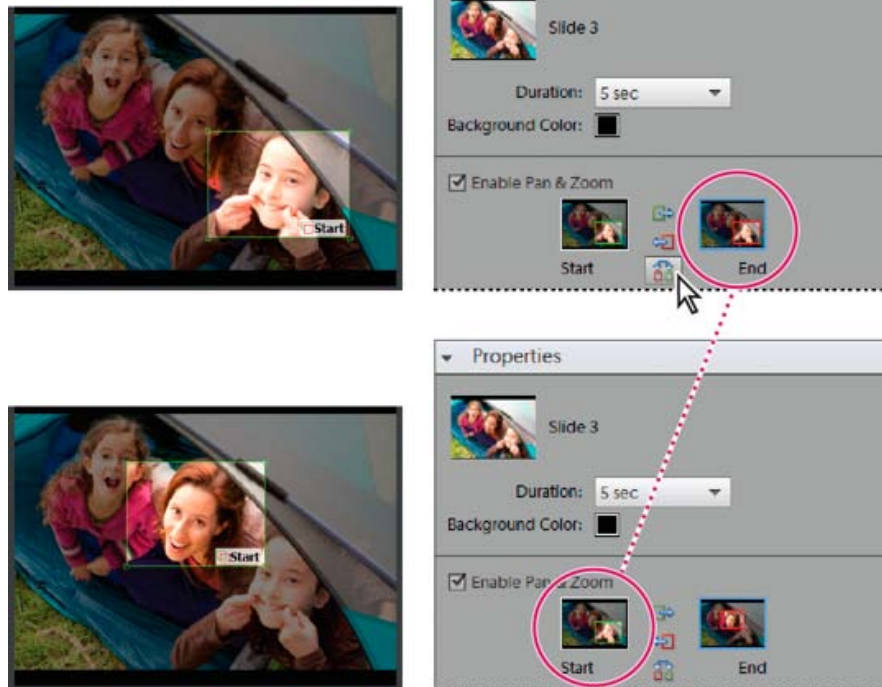 Slide 3
Duration: 5 sec
Background Color:
Enable Pan & Zoom
Start
Start
End
Properties
Slide 3
Duration: 5 sec
Background Color:
Enable Pan & Zoom
Start
Start
End